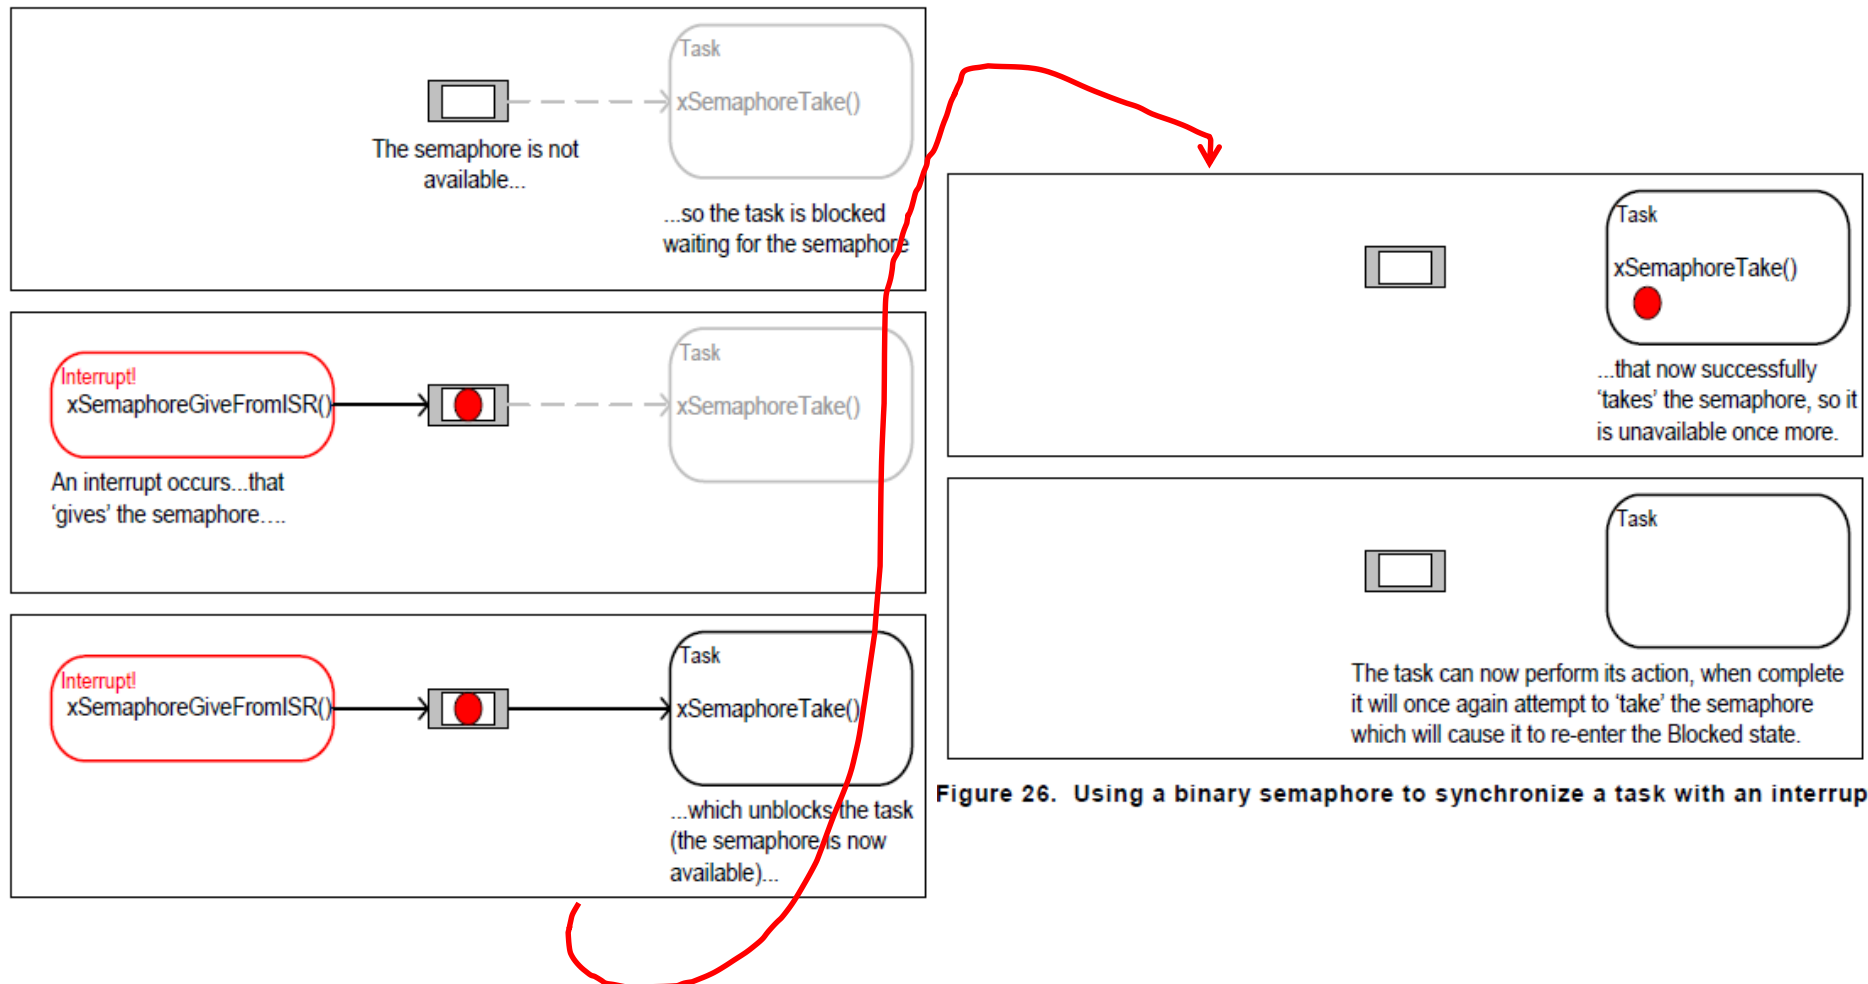 Task
xSemaphoreTake()
The semaphore is not
available...
...so the task is blocked
waiting for the semaphore
Interrupt!
xSemaphoreGiveFromISR()
Task
xSemaphoreTake()
An interrupt occurs...that
‘gives’ the semaphore....
Interrupt!
xSemaphoreGiveFromISR()
Task
xSemaphoreTake()
...which unblocks the task
(the semaphore is now
available)...
Task
xSemaphoreTake()
...that now successfully
‘takes’ the semaphore, so it
is unavailable once more.
Task
The task can now perform its action, when complete
it will once again attempt to ‘take’ the semaphore
which will cause it to re-enter the Blocked state.
Figure 26. Using a binary semaphore to synchronize a task with an interrup